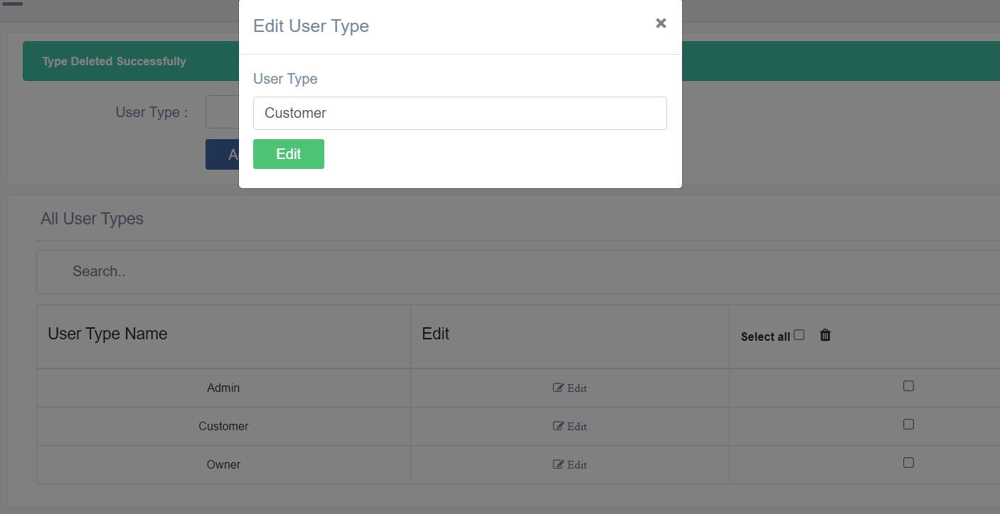 Edit User Type
×
Type Deleted Successfully
User Type
User Type :
Customer
Edit
All User Types
Search..
User Type Name Edit Select all
Admin Edit
Customer Edit
Owner Edit